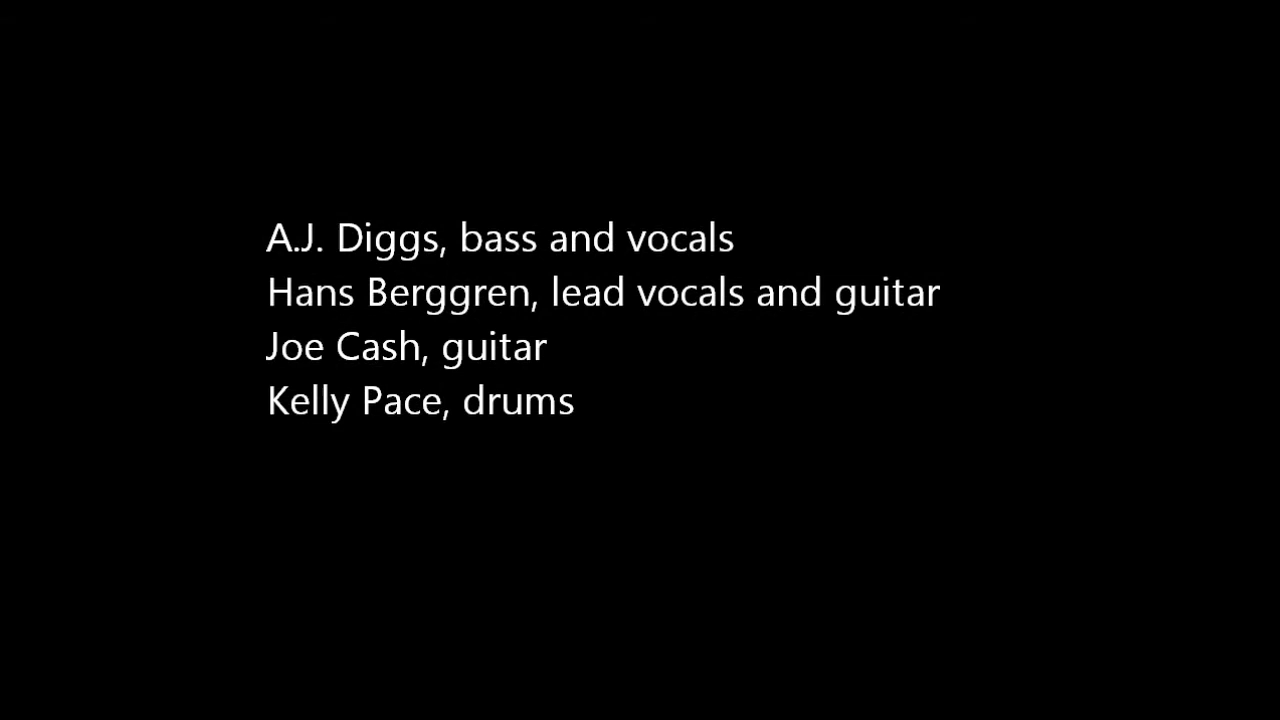 A.J. Diggs, bass and vocals
Hans Berggren, lead vocals and guitar
Joe Cash, guitar
Kelly Pace, drums